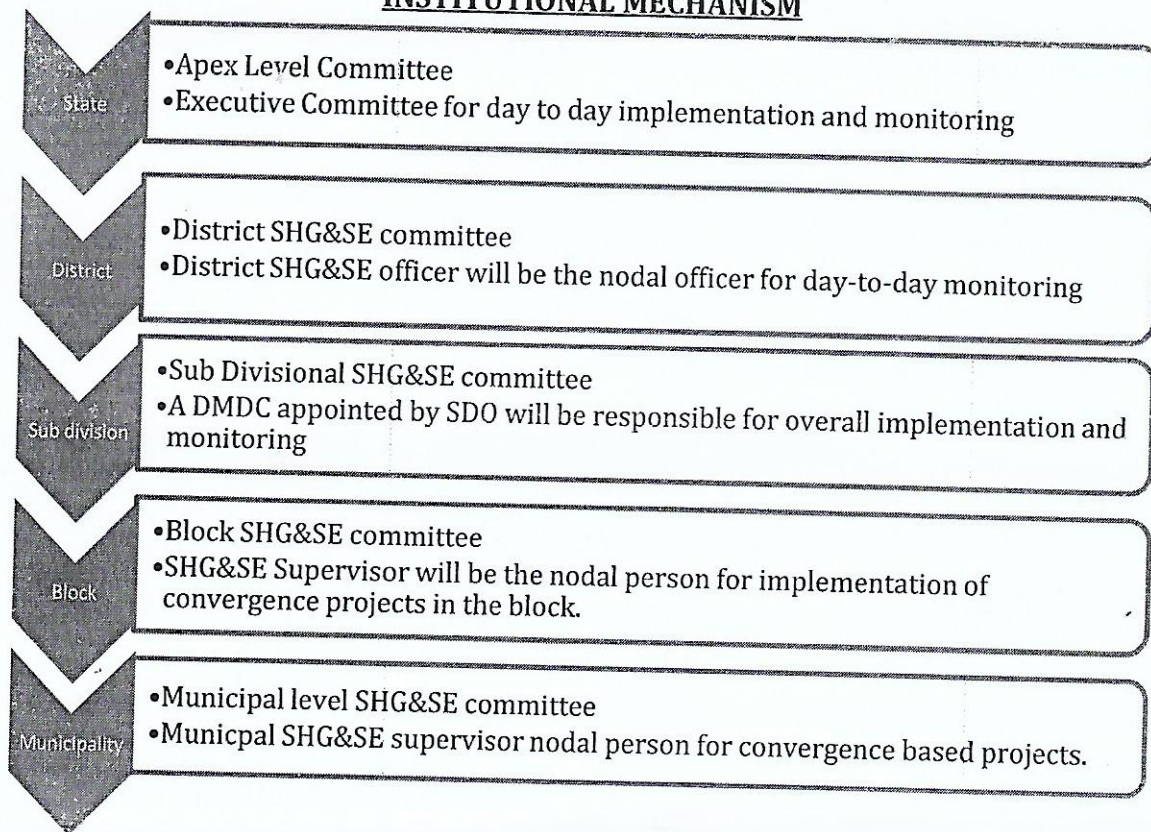 INSTITUTIONAL MECHANISM
State
•Apex Level Committee
•Executive Committee for day to day implementation and monitoring
District
•District SHG&SE committee
•District SHG&SE officer will be the nodal officer for day-to-day monitoring
Sub division
•Sub Divisional SHG&SE committee
•A DMDC appointed by SDO will be responsible for overall implementation and
monitoring
Block
•Block SHG&SE committee
•SHG&SE Supervisor will be the nodal person for implementation of
convergence projects in the block.
Municipality
•Municipal level SHG&SE committee
•Municpal SHG&SE supervisor nodal person for convergence based projects.